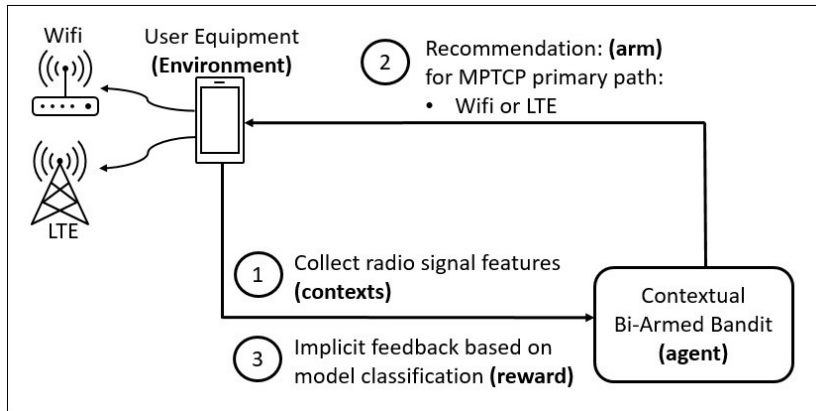 Wifi
LTE
User Equipment
(Environment)
2
Recommendation: (arm)
for MPTCP primary path:
• Wifi or LTE
1
Collect radio signal features
(contexts)
3
Implicit feedback based on
model classification (reward)
Contextual
Bi-Armed Bandit
(agent)